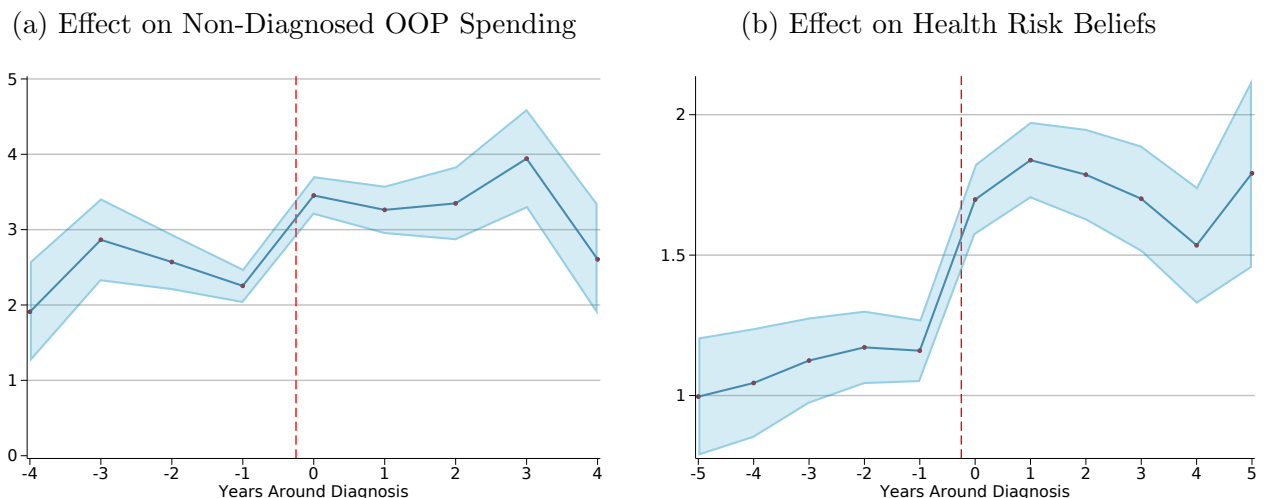 (a) Effect on Non-Diagnosed OOP Spending
5
4
3
2
1
0
-4 -3 -2 -1 0 1 2 3 4
Years Around Diagnosis
(b) Effect on Health Risk Beliefs
2
1.5
1
-5 -4 -3 -2 -1 0 1 2 3 4 5
Years Around Diagnosis